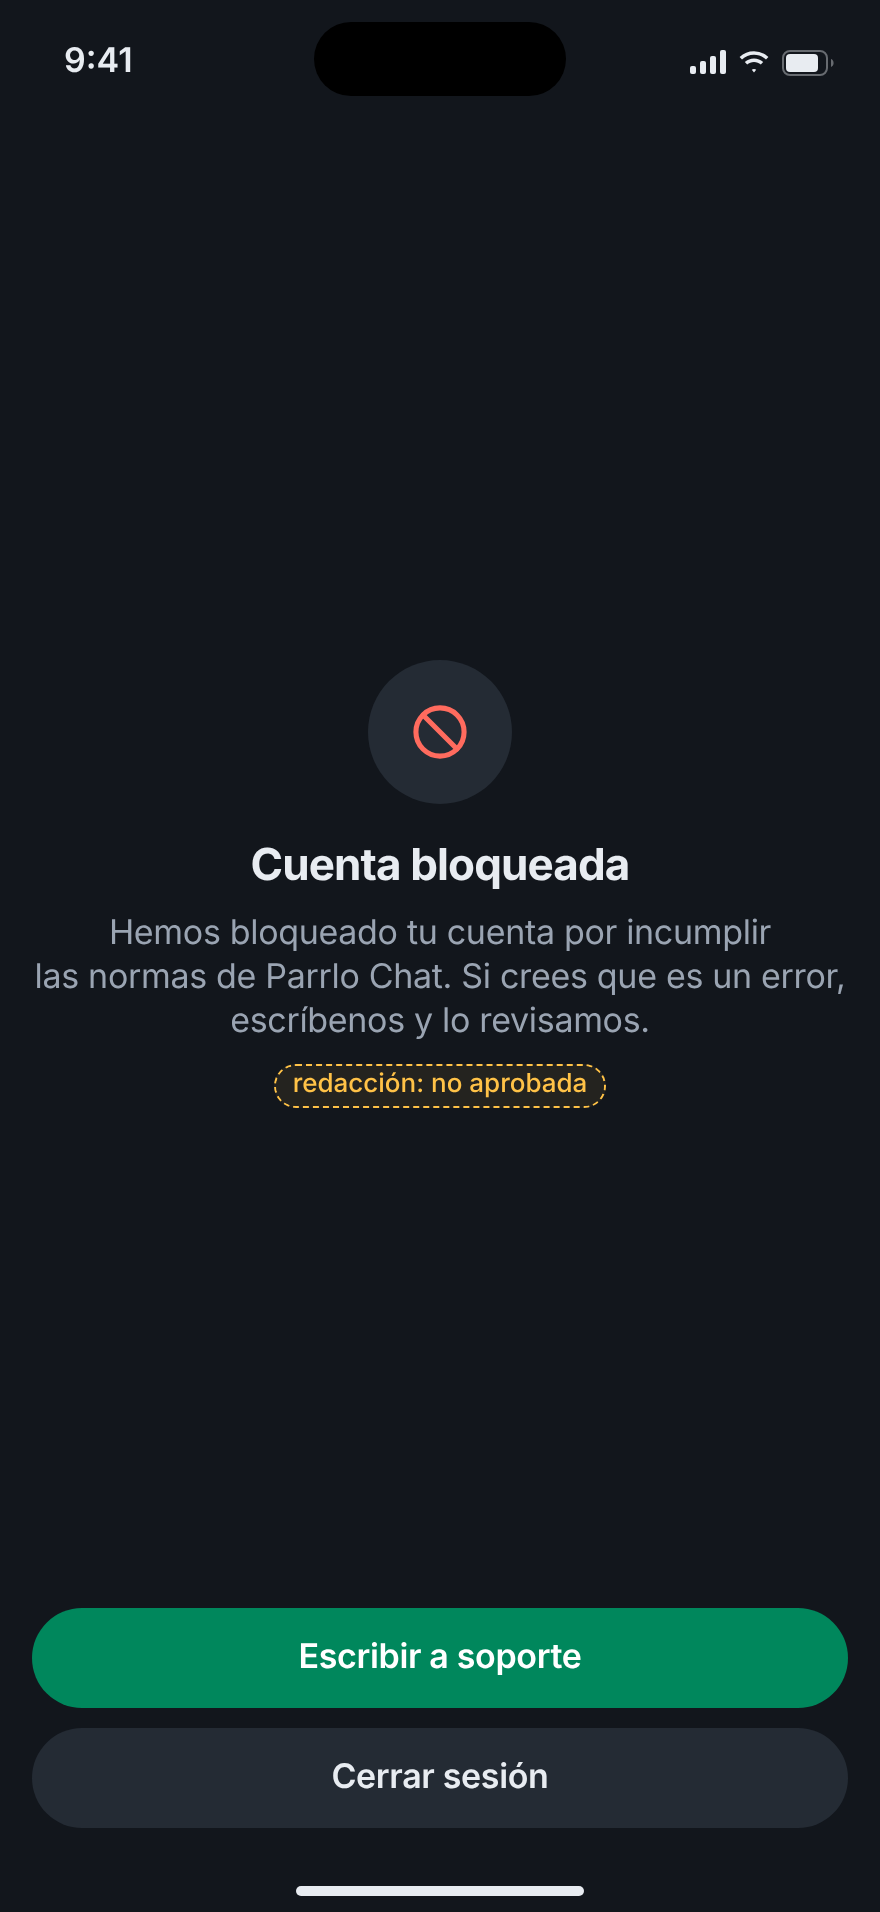 9:41
Cuenta bloqueada
Hemos bloqueado tu cuenta por incumplir
las normas de Parrlo Chat. Si crees que es un error,
escríbenos y lo revisamos.
redacción: no aprobada
Escribir a soporte
Cerrar sesión